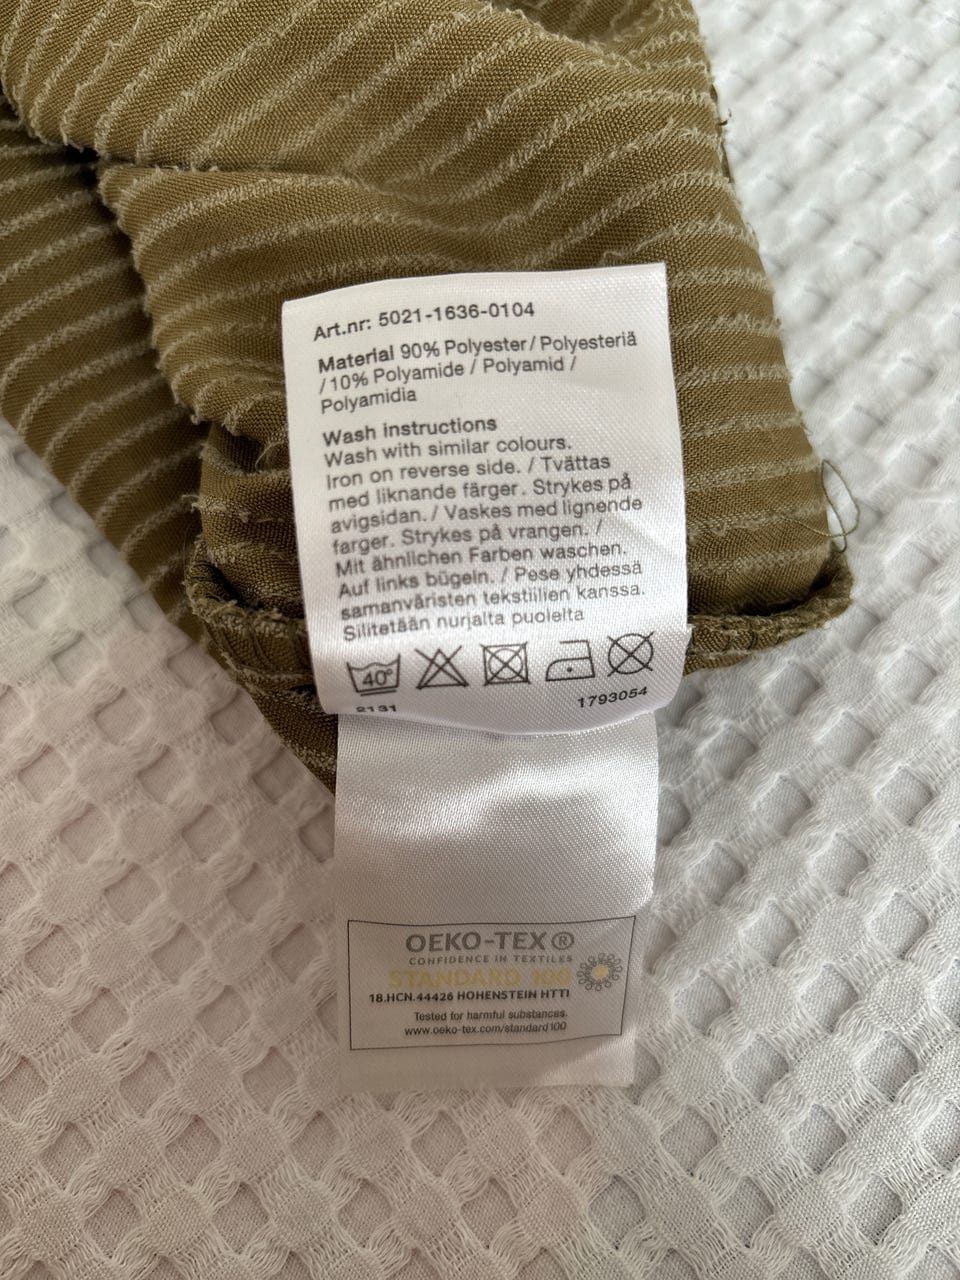 Art.nr: 5021-1636-0104
Material 90% Polyester / Polyesteriä
/ 10% Polyamide / Polyamid /
Polyamidia
Wash instructions
Wash with similar colours.
Iron on reverse side. / Tvättas
med liknande färger. Strykes på
avigsidan. / Vaskes med lignende
farger. Strykes på vrangen. /
Mit ähnlichen Farben waschen.
Auf links bügeln. / Pese yhdessä
samanväristen tekstiilien kanssa.
Silitetään nurjalta puolelta
40°
2131 1793054
OEKO-TEX®
CONFIDENCE IN TEXTILES
STANDARD 100
18.HCN.44426 HOHENSTEIN HTTI
Tested for harmful substances.
www.oeko-tex.com/standard100